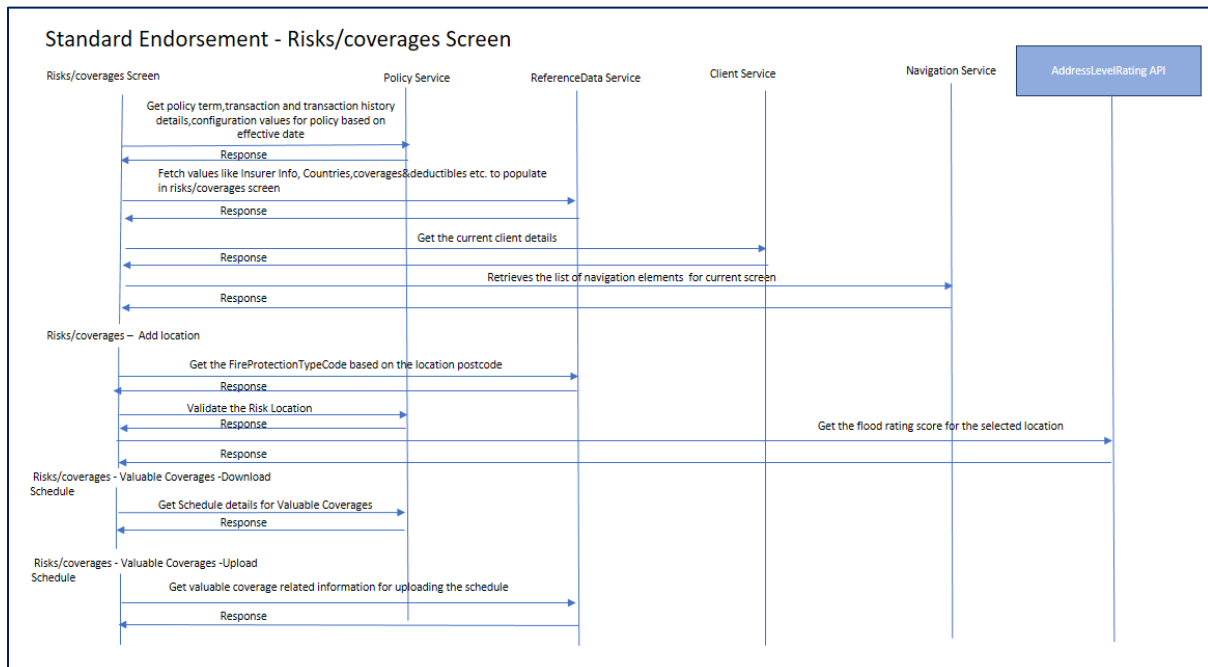 Standard Endorsement - Risks/coverages Screen
Risks/coverages Screen
Policy Service
ReferenceData Service
Client Service
Navigation Service
AddressLevelRating API
Get policy term,transaction and transaction history
details,configuration values for policy based on
effective date
Response
Fetch values like Insurer Info, Countries,coverages&deductibles etc. to populate
in risks/coverages screen
Response
Get the current client details
Response
Retrieves the list of navigation elements for current screen
Response
Risks/coverages – Add location
Get the FireProtectionTypeCode based on the location postcode
Response
Validate the Risk Location
Response
Get the flood rating score for the selected location
Response
Risks/coverages - Valuable Coverages -Download
Schedule
Get Schedule details for Valuable Coverages
Response
Risks/coverages - Valuable Coverages -Upload
Schedule
Get valuable coverage related information for uploading the schedule
Response